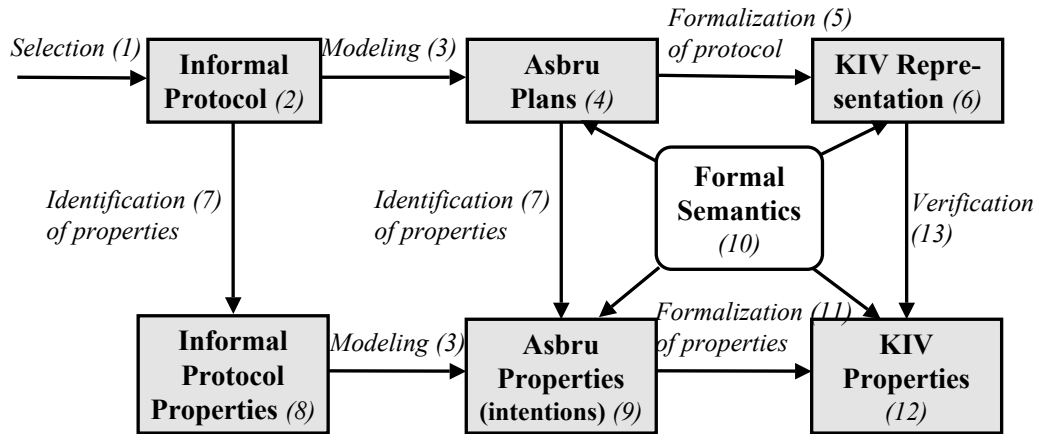 Selection (1)
Informal
Protocol (2)
Modeling (3)
Asbru
Plans (4)
Formalization (5)
of protocol
KIV Repre-
sentation (6)
Identification (7)
of properties
Identification (7)
of properties
Formal
Semantics
(10)
Verification
(13)
Informal
Protocol
Properties (8)
Modeling (3)
Asbru
Properties
(intentions) (9)
Formalization (11)
of properties
KIV
Properties
(12)